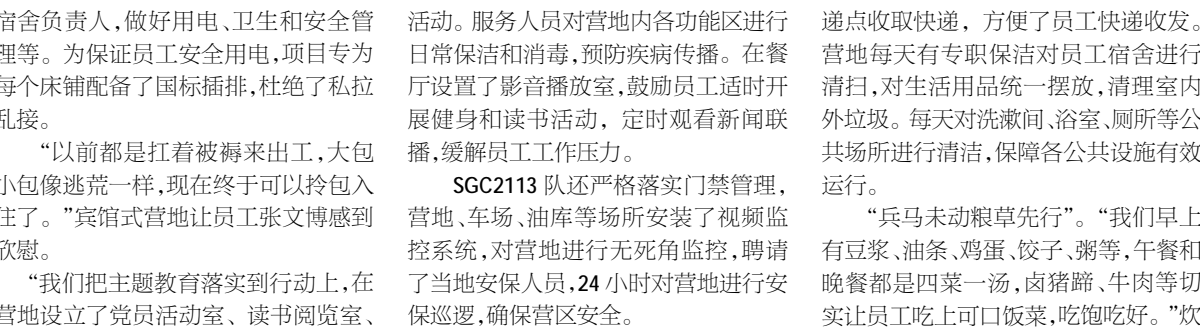 宿舍负责人,做好用电、卫生和安全管
理等。为保证员工安全用电,项目专为
每个床铺配备了国标插排,杜绝了私拉
乱接。
“以前都是扛着被褥来出工,大包
小包像逃荒一样,现在终于可以拎包入
住了。”宾馆式营地让员工张文博感到
欣慰。
“我们把主题教育落实到行动上,在
营地设立了党员活动室、读书阅览室、
活动。服务人员对营地内各功能区进行
日常保洁和消毒,预防疾病传播。在餐
厅设置了影音播放室,鼓励员工适时开
展健身和读书活动,定时观看新闻联
播,缓解员工工作压力。
SGC2113 队还严格落实门禁管理,
营地、车场、油库等场所安装了视频监
控系统,对营地进行无死角监控,聘请
了当地安保人员,24 小时对营地进行安
保巡逻,确保营区安全。
递点收取快递,方便了员工快递收发。
营地每天有专职保洁对员工宿舍进行
清扫,对生活用品统一摆放,清理室内
外垃圾。每天对洗漱间、浴室、厕所等公
共场所进行清洁,保障各公共设施有效
运行。
“兵马未动粮草先行”。“我们早上
有豆浆、油条、鸡蛋、饺子、粥等,午餐和
晚餐都是四菜一汤,卤猪蹄、牛肉等切
实让员工吃上可口饭菜,吃饱吃好。”炊